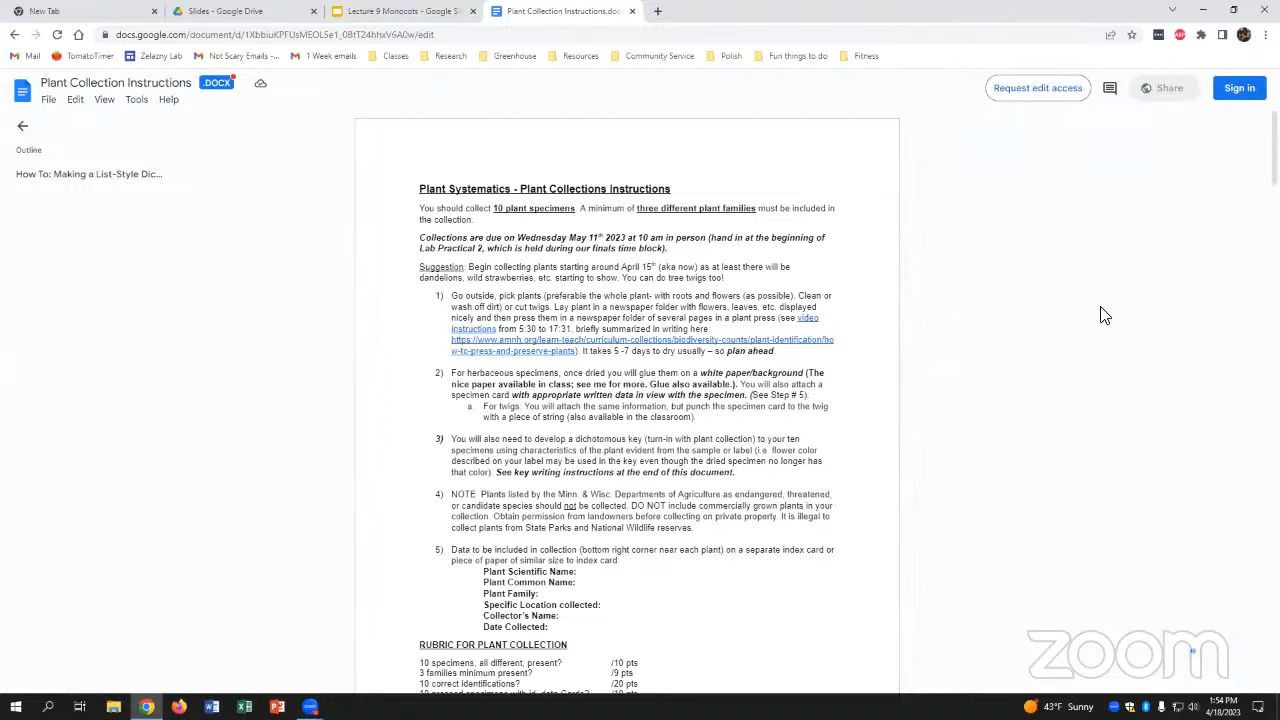 New Tab
Slides - Google Drive
Lecture 9 Monocots - Google Sl
Plant Collection Instructions.doc
docs.google.com/document/d/1XbbiuKPFUsMEOL5e1_08tT24hhxV6A0w/edit
Mail
TomatoTimer
Zelazny Lab
Not Scary Emails -...
1 Week emails
Classes
Research
Greenhouse
Resources
Community Service
Polish
Fun things to do
Fitness
Plant Collection Instructions .DOCX
File Edit View Tools Help
Request edit access
Share
Sign in
Outline
How To: Making a List-Style Dic...
Plant Systematics - Plant Collections Instructions
You should collect 10 plant specimens. A minimum of three different plant families must be included in
the collection.
Collections are due on Wednesday May 11th 2023 at 10 am in person (hand in at the beginning of
Lab Practical 2, which is held during our finals time block).
Suggestion: Begin collecting plants starting around April 15th (aka now) as at least there will be
dandelions, wild strawberries, etc. starting to show. You can do tree twigs too!
1) Go outside, pick plants (preferable the whole plant- with roots and flowers (as possible). Clean or
wash off dirt) or cut twigs. Lay plant in a newspaper folder with flowers, leaves, etc. displayed
nicely and then press them in a newspaper folder of several pages in a plant press (see video
instructions from 5:30 to 17:31, briefly summarized in writing here:
https://www.amnh.org/learn-teach/curriculum-collections/biodiversity-counts/plant-identification/ho
w-to-press-and-preserve-plants). It takes 5 -7 days to dry usually – so plan ahead.
2) For herbaceous specimens, once dried you will glue them on a white paper/background (The
nice paper available in class; see me for more. Glue also available.). You will also attach a
specimen card with appropriate written data in view with the specimen. (See Step # 5).
a. For twigs: You will attach the same information, but punch the specimen card to the twig
with a piece of string (also available in the classroom).
3) You will also need to develop a dichotomous key (turn-in with plant collection) to your ten
specimens using characteristics of the plant evident from the sample or label (i.e. flower color
described on your label may be used in the key even though the dried specimen no longer has
that color). See key writing instructions at the end of this document.
4) NOTE: Plants listed by the Minn. & Wisc. Departments of Agriculture as endangered, threatened,
or candidate species should not be collected. DO NOT include commercially grown plants in your
collection. Obtain permission from landowners before collecting on private property. It is illegal to
collect plants from State Parks and National Wildlife reserves.
5) Data to be included in collection (bottom right corner near each plant) on a separate index card or
piece of paper of similar size to index card:
Plant Scientific Name:
Plant Common Name:
Plant Family:
Specific Location collected:
Collector's Name:
Date Collected:
RUBRIC FOR PLANT COLLECTION
10 specimens, all different, present? /10 pts
3 families minimum present? /9 pts
10 correct identifications? /20 pts
zoom
43°F Sunny
1:54 PM
4/18/2023